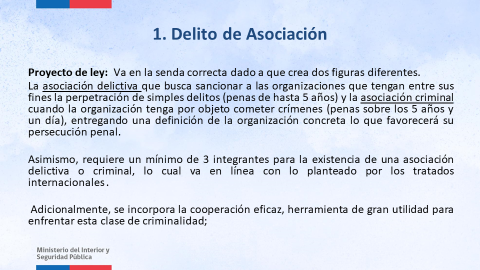 1. Delito de Asociación
Proyecto de ley: Va en la senda correcta dado a que crea dos figuras diferentes.
La asociación delictiva que busca sancionar a las organizaciones que tengan entre sus
fines la perpetración de simples delitos (penas de hasta 5 años) y la asociación criminal
cuando la organización tenga por objeto cometer crímenes (penas sobre los 5 años y
un día), entregando una definición de la organización concreta lo que favorecerá su
persecución penal.
Asimismo, requiere un mínimo de 3 integrantes para la existencia de una asociación
delictiva o criminal, lo cual va en línea con lo planteado por los tratados
internacionales.
Adicionalmente, se incorpora la cooperación eficaz, herramienta de gran utilidad para
enfrentar esta clase de criminalidad;
Ministerio del Interior y
Seguridad Pública